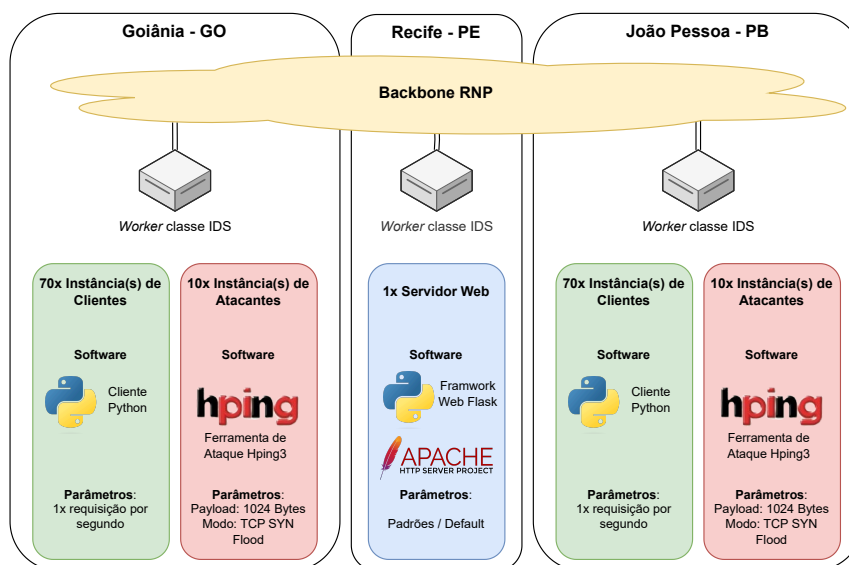 Goiânia - GO
Recife - PE
João Pessoa - PB
Backbone RNP
Worker classe IDS
Worker classe IDS
Worker classe IDS
70x Instância(s) de
Clientes
Software
Cliente
Python
Parâmetros:
1x requisição por
segundo
10x Instância(s) de
Atacantes
Software
hping
Ferramenta de
Ataque Hping3
Parâmetros:
Payload: 1024 Bytes
Modo: TCP SYN
Flood
1x Servidor Web
Software
Framwork
Web Flask
APACHE
HTTP SERVER PROJECT
Parâmetros:
Padrões / Default
70x Instância(s) de
Clientes
Software
Cliente
Python
Parâmetros:
1x requisição por
segundo
10x Instância(s) de
Atacantes
Software
hping
Ferramenta de
Ataque Hping3
Parâmetros:
Payload: 1024 Bytes
Modo: TCP SYN
Flood